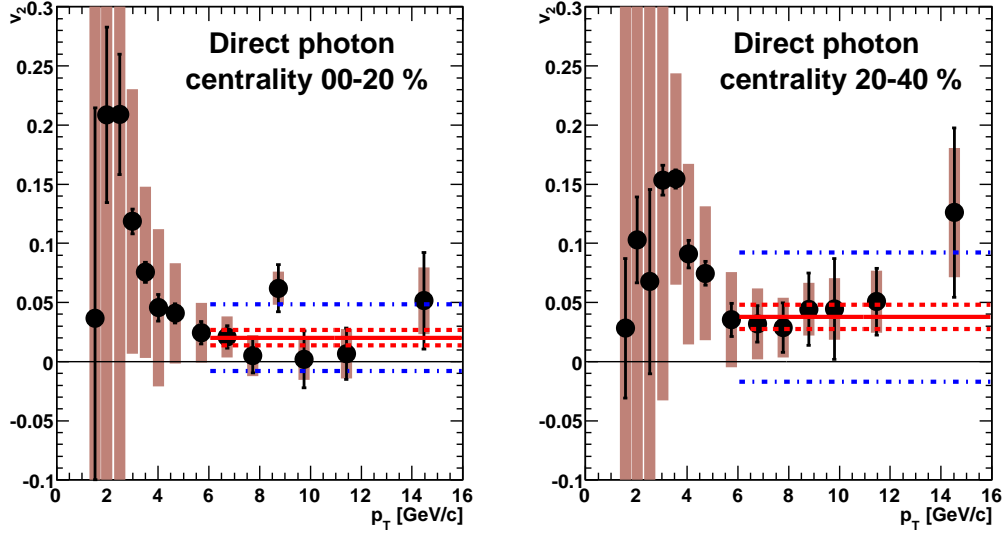 v₂
0.3
0.25
0.2
0.15
0.1
0.05
0
-0.05
-0.1
0 2 4 6 8 10 12 14 16
p_T [GeV/c]
Direct photon
centrality 00-20 %
v₂
0.3
0.25
0.2
0.15
0.1
0.05
0
-0.05
-0.1
0 2 4 6 8 10 12 14 16
p_T [GeV/c]
Direct photon
centrality 20-40 %